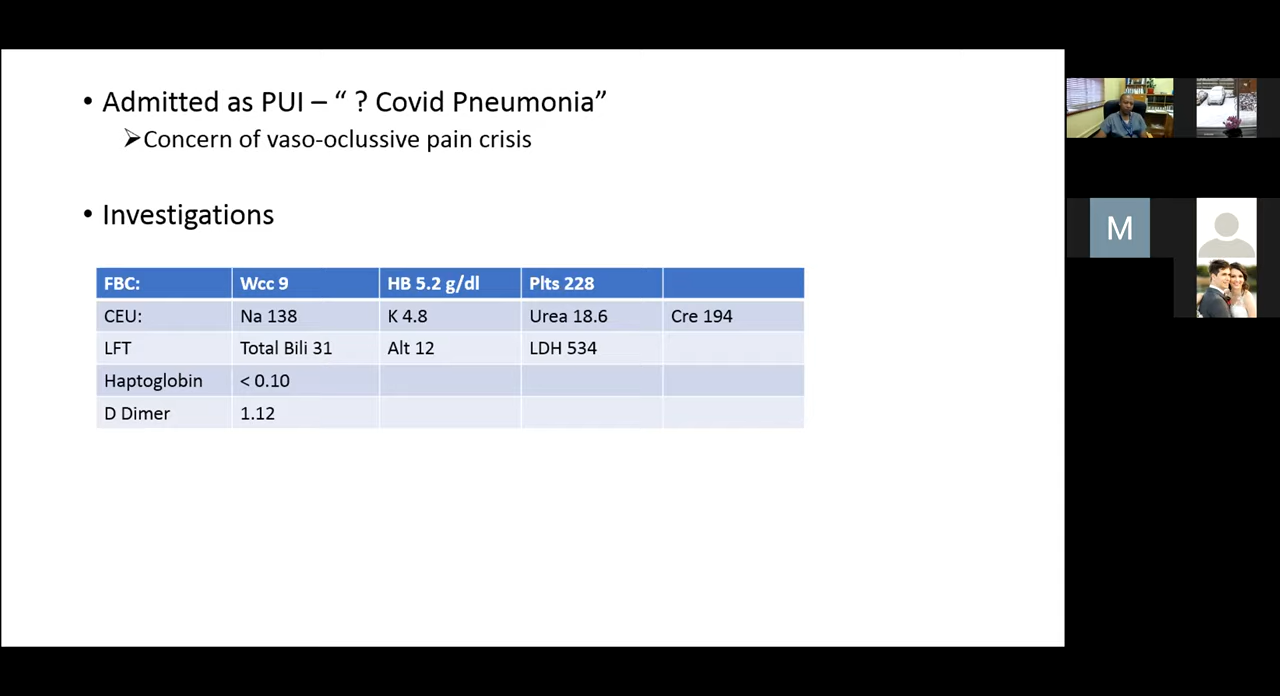 • Admitted as PUI – “ ? Covid Pneumonia”
➢Concern of vaso-oclussive pain crisis
• Investigations
FBC: Wcc 9 HB 5.2 g/dl Plts 228
CEU: Na 138 K 4.8 Urea 18.6 Cre 194
LFT Total Bili 31 Alt 12 LDH 534
Haptoglobin < 0.10
D Dimer 1.12
M